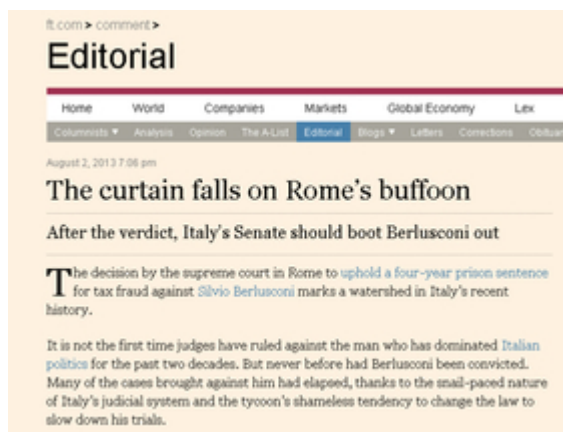 ft.com > comment >
Editorial
Home World Companies Markets Global Economy Lex
Columnists ▼ Analysis Opinion The A-List Editorial Blogs ▼ Letters Corrections Obitua
August 2, 2013 7:06 pm
The curtain falls on Rome's buffoon
After the verdict, Italy's Senate should boot Berlusconi out
The decision by the supreme court in Rome to uphold a four-year prison sentence
for tax fraud against Silvio Berlusconi marks a watershed in Italy's recent
history.
It is not the first time judges have ruled against the man who has dominated Italian
politics for the past two decades. But never before had Berlusconi been convicted.
Many of the cases brought against him had elapsed, thanks to the snail-paced nature
of Italy's judicial system and the tycoon's shameless tendency to change the law to
slow down his trials.